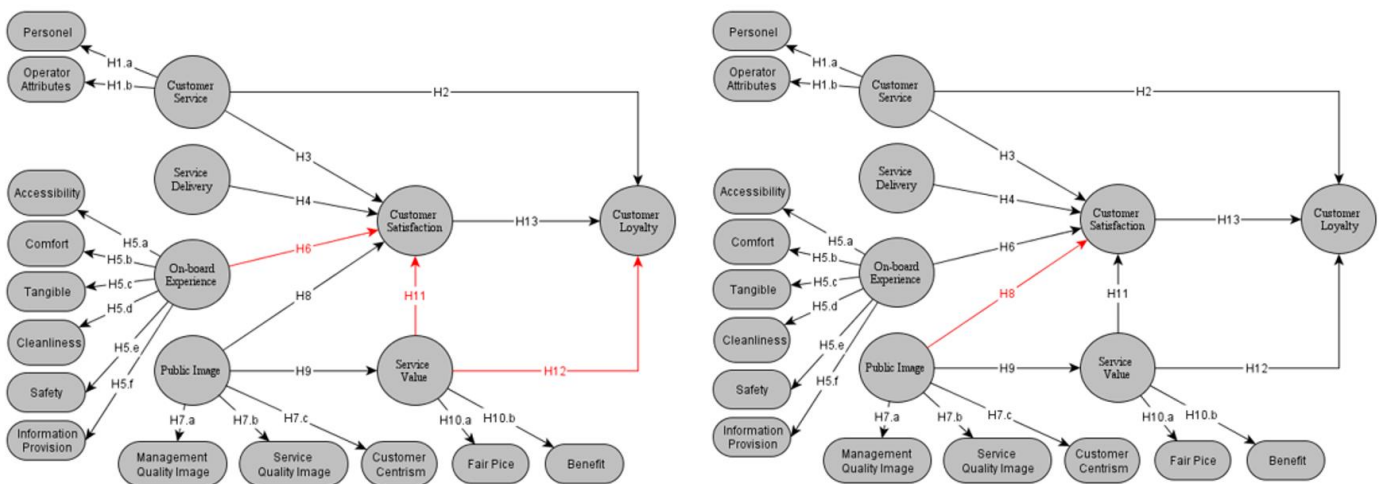 Personel
Operator
Attributes
H1.a
H1.b
Customer
Service
H2
H3
Service
Delivery
H4
Accessibility
Comfort
Tangible
Cleanliness
Safety
Information
Provision
H5.a
H5.b
H5.c
H5.d
H5.e
H5.f
On-board
Experience
H6
Customer
Satisfaction
H13
Customer
Loyalty
H8
H11
Public Image
H9
Service
Value
H12
H7.a
H7.b
H7.c
H10.a
H10.b
Management
Quality Image
Service
Quality Image
Customer
Centrism
Fair Pice
Benefit
Personel
Operator
Attributes
H1.a
H1.b
Customer
Service
H2
H3
Service
Delivery
H4
Accessibility
Comfort
Tangible
Cleanliness
Safety
Information
Provision
H5.a
H5.b
H5.c
H5.d
H5.e
H5.f
On-board
Experience
H6
Customer
Satisfaction
H13
Customer
Loyalty
H8
H11
Public Image
H9
Service
Value
H12
H7.a
H7.b
H7.c
H10.a
H10.b
Management
Quality Image
Service
Quality Image
Customer
Centrism
Fair Pice
Benefit